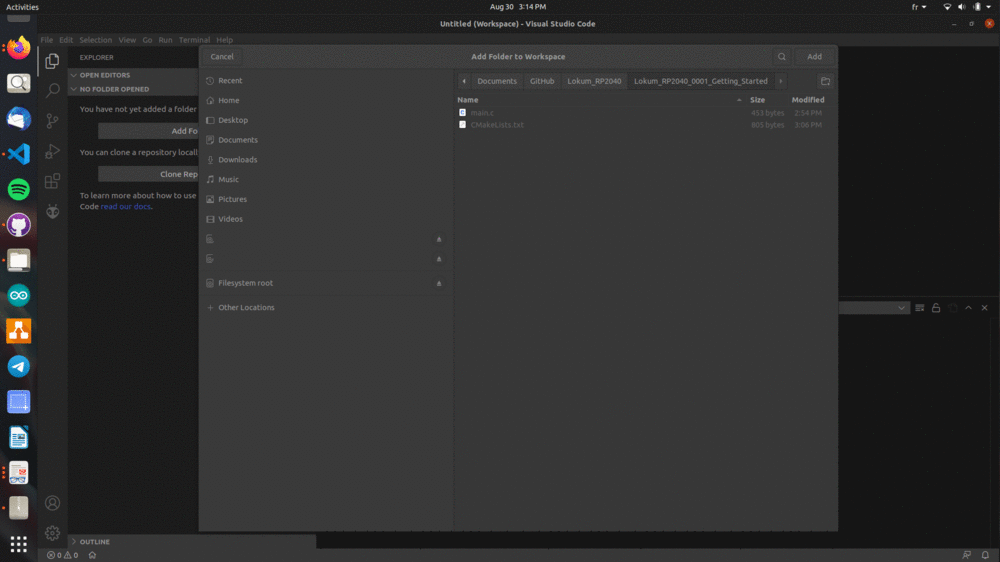 Activities
Aug 30 3:14 PM
fr
Untitled (Workspace) - Visual Studio Code
File Edit Selection View Go Run Terminal Help
EXPLORER
OPEN EDITORS
NO FOLDER OPENED
You have not yet added a folder
Add Fo
You can clone a repository locall
Clone Rep
To learn more about how to use
Code read our docs.
OUTLINE
0 0
Cancel
Add Folder to Workspace
Add
Recent
Home
Desktop
Documents
Downloads
Music
Pictures
Videos
Filesystem root
Other Locations
Documents GitHub Lokum_RP2040 Lokum_RP2040_0001_Getting_Started
Name Size Modified
main.c 453 bytes 2:54 PM
CMakeLists.txt 805 bytes 3:06 PM